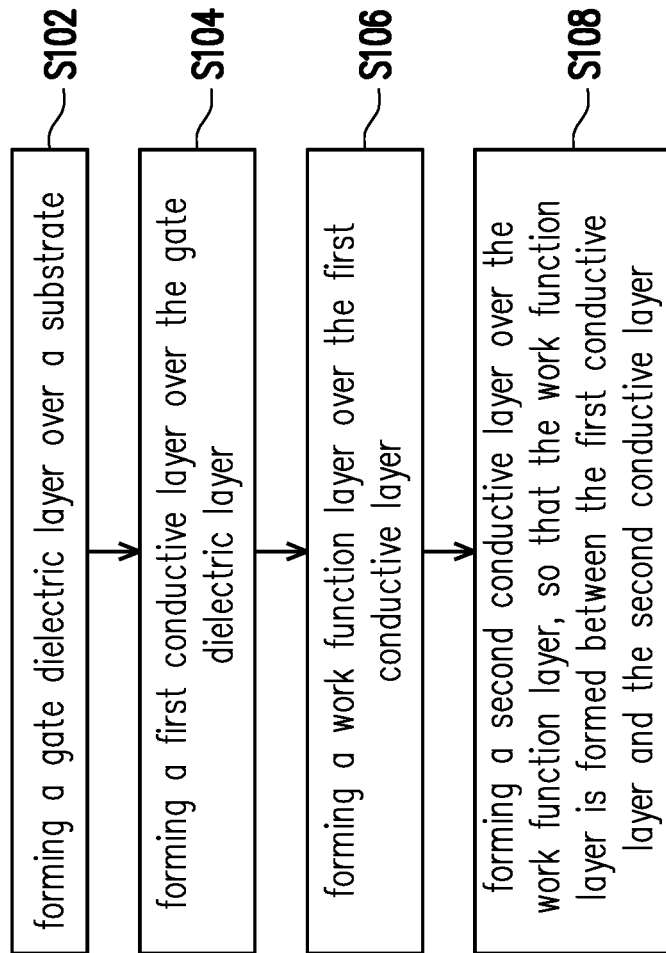 forming a gate dielectric layer over a substrate
S102
forming a first conductive layer over the gate
dielectric layer
S104
forming a work function layer over the first
conductive layer
S106
forming a second conductive layer over the
work function layer, so that the work function
layer is formed between the first conductive
layer and the second conductive layer
S108